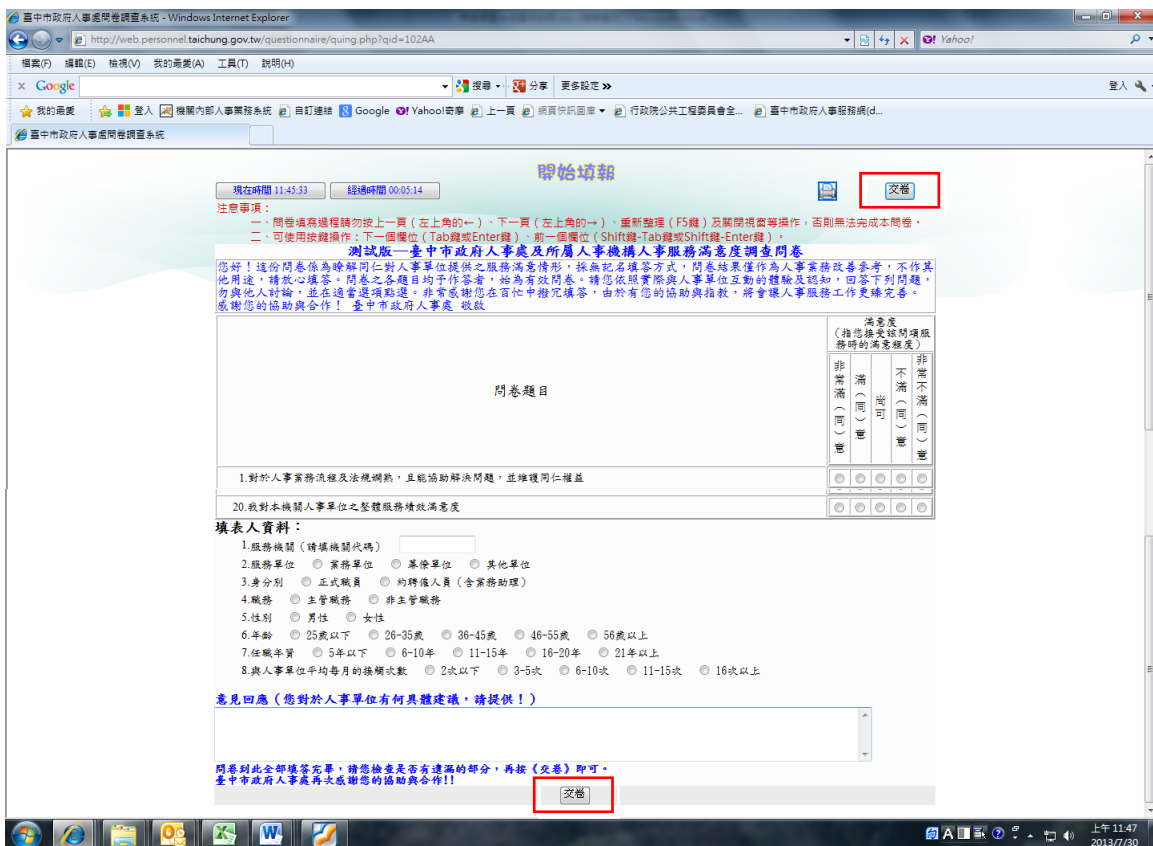 臺中市政府人事處問卷調查系統 - Windows Internet Explorer
http://web.personnel.taichung.gov.tw/questionnaire/quing.php?qid=102AA
Yahoo!
檔案(F) 編輯(E) 檢視(V) 我的最愛(A) 工具(T) 說明(H)
x Google 搜尋 分享 更多設定 >> 登入
我的最愛 登入 機關內部人事業務系統 自訂連結 Google Yahoo!奇摩 上一頁 網頁快訊圖庫 行政院公共工程委員會全... 臺中市政府人事服務網(d...
臺中市政府人事處問卷調查系統
開始填報
現在時間 11:45:33 經過時間 00:05:14 交卷
注意事項：
一、問卷填寫過程請勿按上一頁（左上角的←）、下一頁（左上角的→）、重新整理（F5鍵）及關閉視窗等操作，否則無法完成本問卷。
二、可使用按鍵操作：下一個欄位（Tab鍵或Enter鍵）、前一個欄位（Shift鍵-Tab鍵或Shift鍵-Enter鍵）。
測試版—臺中市政府人事處及所屬人事機構人事服務滿意度調查問卷
您好！這份問卷係為瞭解同仁對人事單位提供之服務滿意情形，採無記名填答方式，問卷結果僅作為人事業務改善參考，不作其
他用途，請放心填答。問卷之各題目均予作答者，始為有效問卷。請您依照實際與人事單位互動的體驗及認知，回答下列問題，
勿與他人討論，並在適當選項點選。非常感謝您在百忙中撥冗填答，由於有您的協助與指教，將會讓人事服務工作更臻完善。
感謝您的協助與合作！ 臺中市政府人事處 敬啟
問卷題目
滿意度
（指您接受該問項服
務時的滿意程度）
非常滿（同）意
滿（同）意
尚可
不滿（同）意
非常不滿（同）意
1.對於人事業務流程及法規嫻熟，且能協助解決問題，並維護同仁權益
20.我對本機關人事單位之整體服務績效滿意度
填表人資料：
1.服務機關（請填機關代碼）
2.服務單位 業務單位 幕僚單位 其他單位
3.身分別 正式職員 約聘僱人員（含業務助理）
4.職務 主管職務 非主管職務
5.性別 男性 女性
6.年齡 25歲以下 26-35歲 36-45歲 46-55歲 56歲以上
7.任職年資 5年以下 6-10年 11-15年 16-20年 21年以上
8.與人事單位平均每月的接觸次數 2次以下 3-5次 6-10次 11-15次 16次以上
意見回應（您對於人事單位有何具體建議，請提供！）
問卷到此全部填答完畢，請您檢查是否有遺漏的部分，再按《交卷》即可。
臺中市政府人事處再次感謝您的協助與合作!!
交卷
上午 11:47
2013/7/30